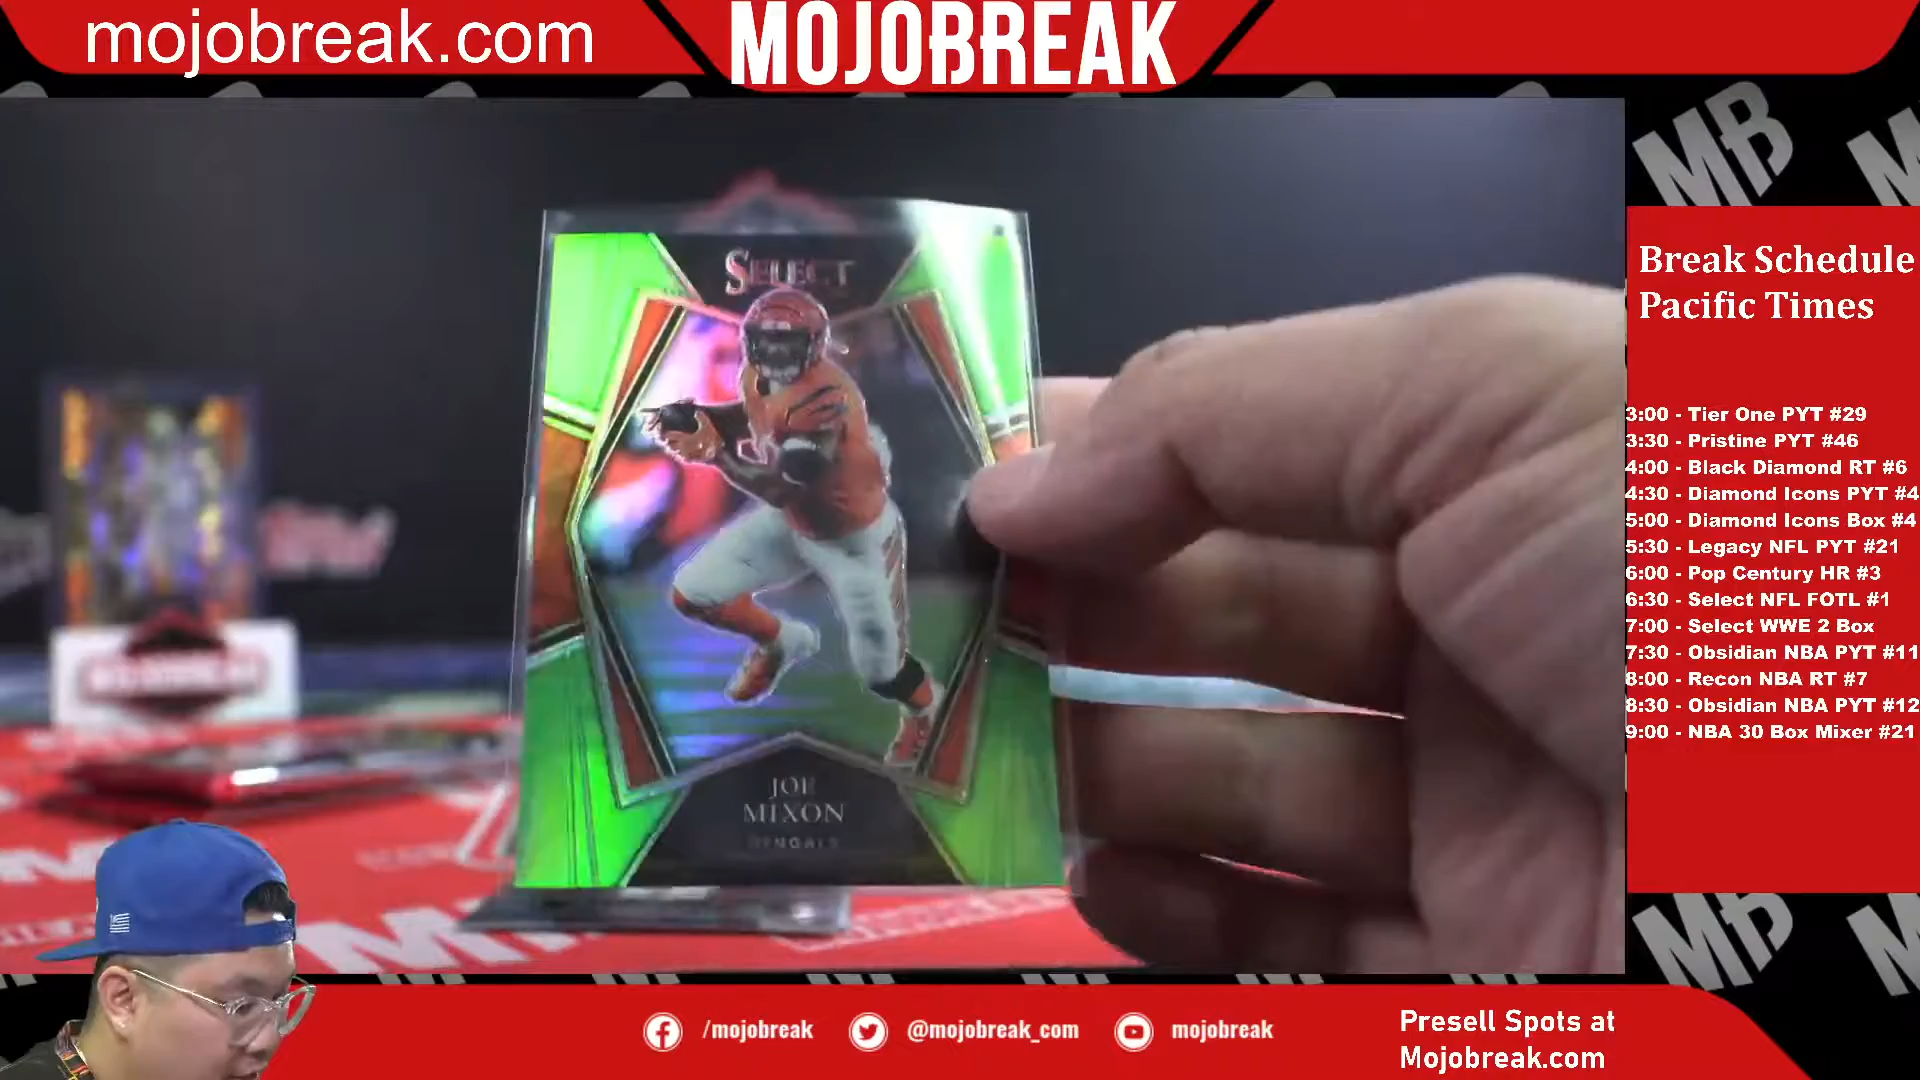 mojobreak.com
MOJOBREAK
MB
Break Schedule
Pacific Times
3:00 - Tier One PYT #29
3:30 - Pristine PYT #46
4:00 - Black Diamond RT #6
4:30 - Diamond Icons PYT #4
5:00 - Diamond Icons Box #4
5:30 - Legacy NFL PYT #21
6:00 - Pop Century HR #3
6:30 - Select NFL FOTL #1
7:00 - Select WWE 2 Box
7:30 - Obsidian NBA PYT #11
8:00 - Recon NBA RT #7
8:30 - Obsidian NBA PYT #12
9:00 - NBA 30 Box Mixer #21
SELECT
JOE
MIXON
BENGALS
MOJOBREAK
MB
/mojobreak
@mojobreak_com
mojobreak
Presell Spots at
Mojobreak.com